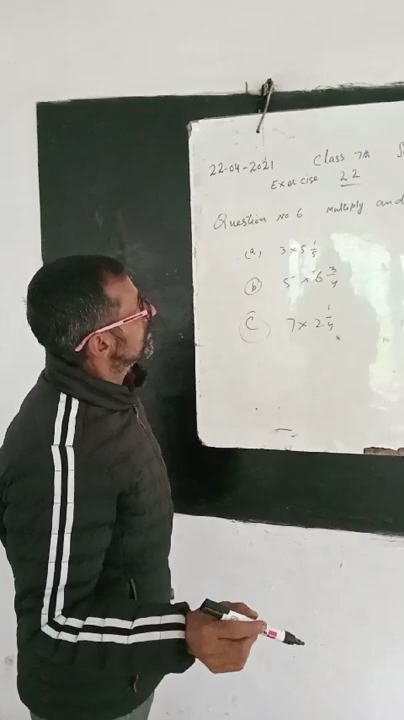 22-04-2021 Class 7th
Exercise 2.2
Question no 6 Multiply and
(a) 3 × 5 1/5
(b) 5 × 6 3/4
(C) 7 × 2 1/4